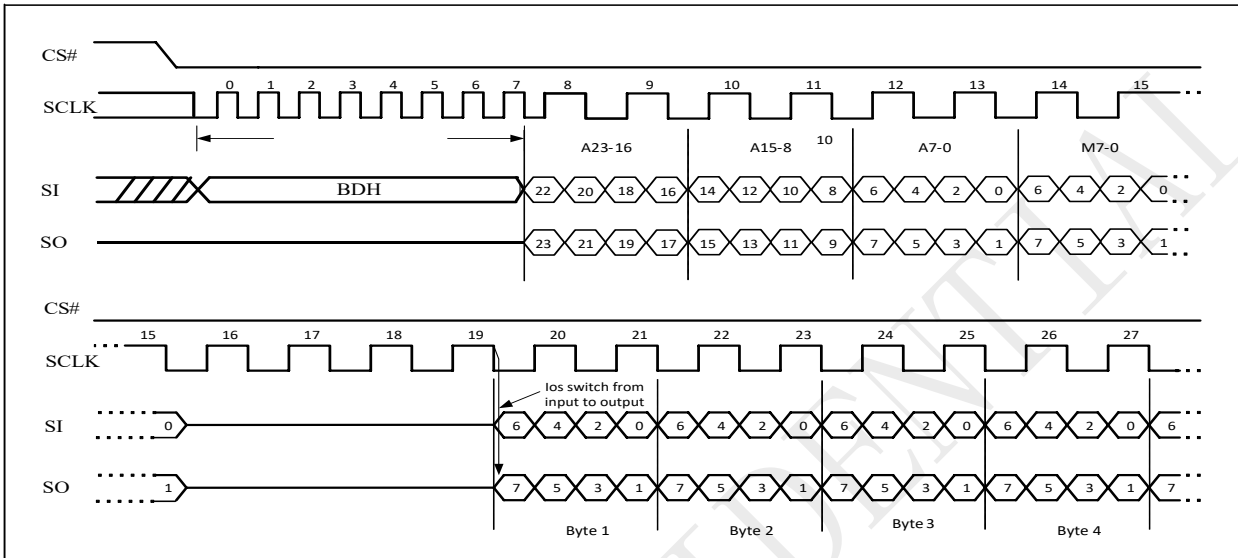 CS#
SCLK
0 1 2 3 4 5 6 7 8 9 10 11 12 13 14 15
A23-16 A15-8 10 A7-0 M7-0
SI
BDH
22 20 18 16 14 12 10 8 6 4 2 0 6 4 2 0
SO
23 21 19 17 15 13 11 9 7 5 3 1 7 5 3 1
CS#
15 16 17 18 19 20 21 22 23 24 25 26 27
SCLK
Ios switch from
input to output
SI
0 6 4 2 0 6 4 2 0 6 4 2 0 6 4 2 0 6
SO
1 7 5 3 1 7 5 3 1 7 5 3 1 7 5 3 1 7
Byte 1 Byte 2 Byte 3 Byte 4